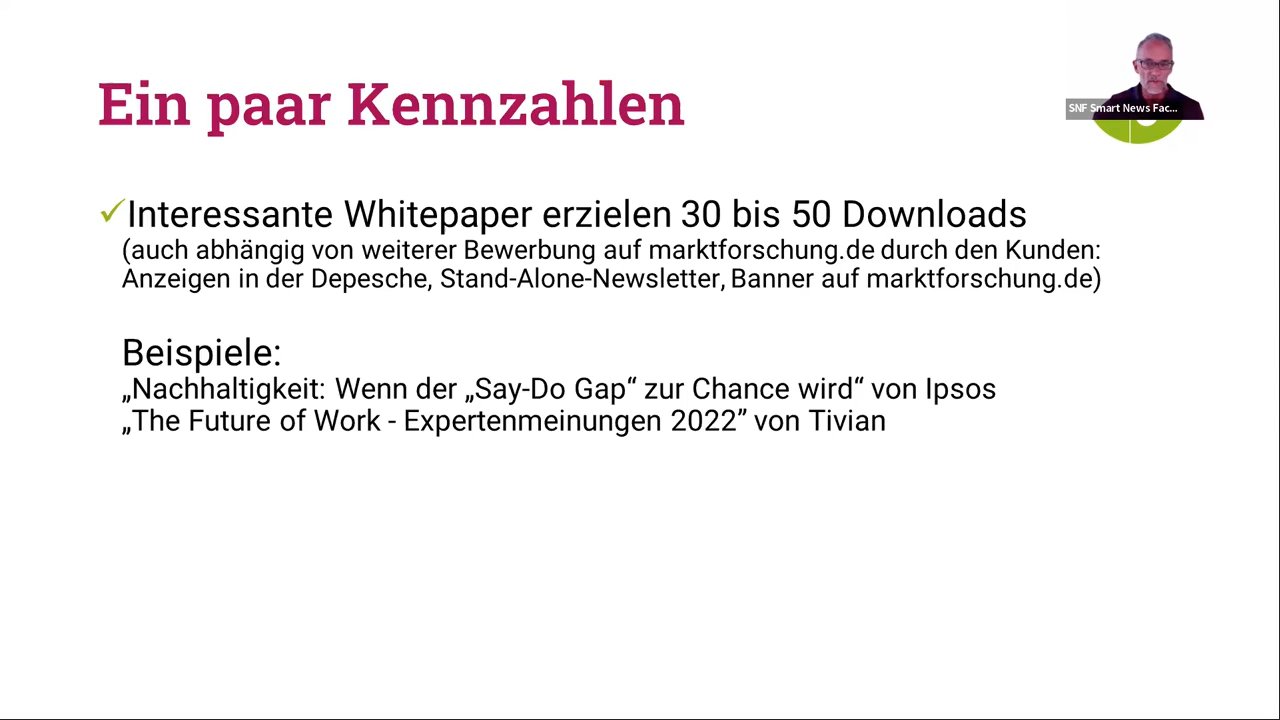 Ein paar Kennzahlen
SNF Smart News Fac...
✓Interessante Whitepaper erzielen 30 bis 50 Downloads
(auch abhängig von weiterer Bewerbung auf marktforschung.de durch den Kunden:
Anzeigen in der Depesche, Stand-Alone-Newsletter, Banner auf marktforschung.de)
Beispiele:
„Nachhaltigkeit: Wenn der „Say-Do Gap“ zur Chance wird“ von Ipsos
„The Future of Work - Expertenmeinungen 2022” von Tivian